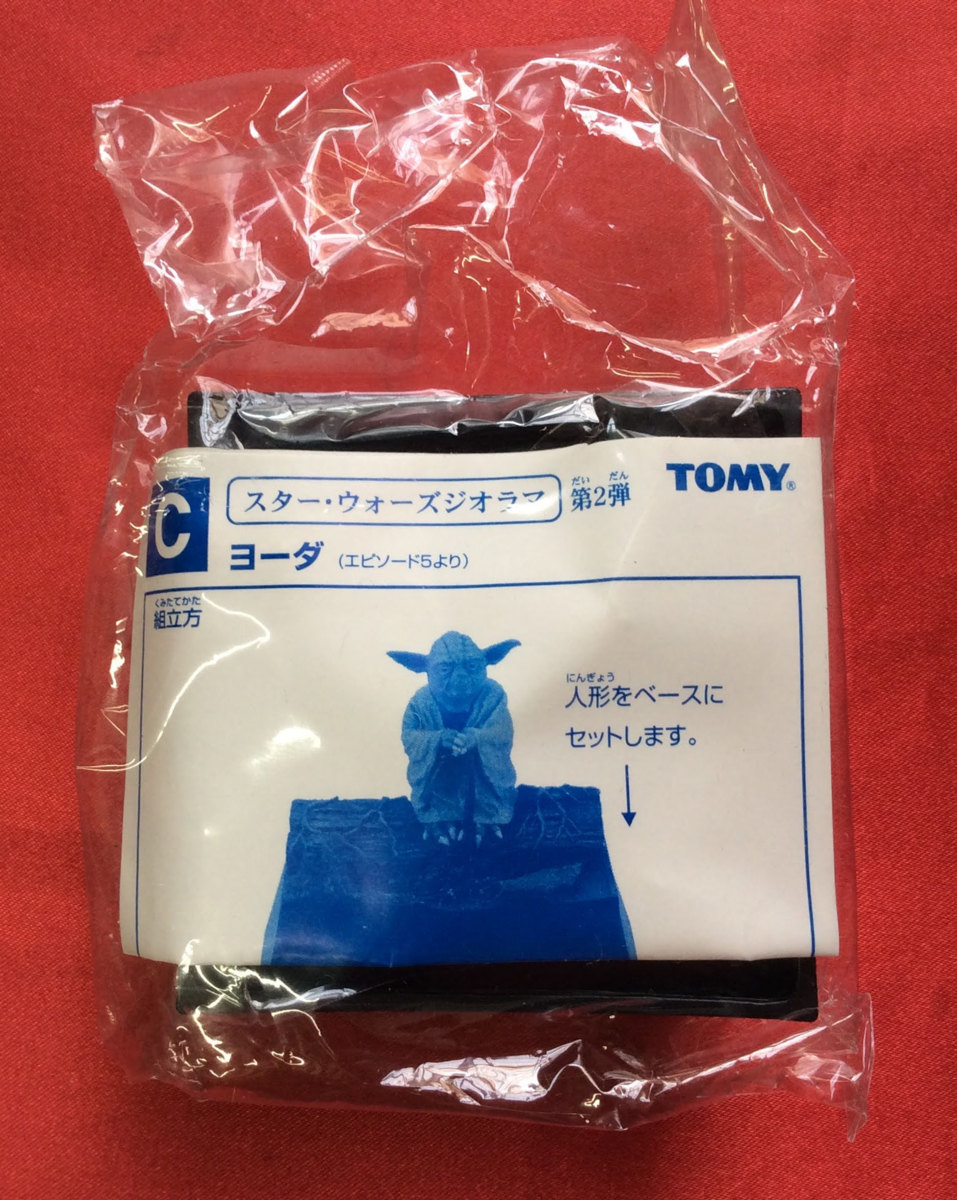 C
スター・ウォーズジオラマ
だい だん
第2弾
TOMY®
ヨーダ (エピソード5より)
くみたてかた
組立方
にんぎょう
人形をベースに
セットします。